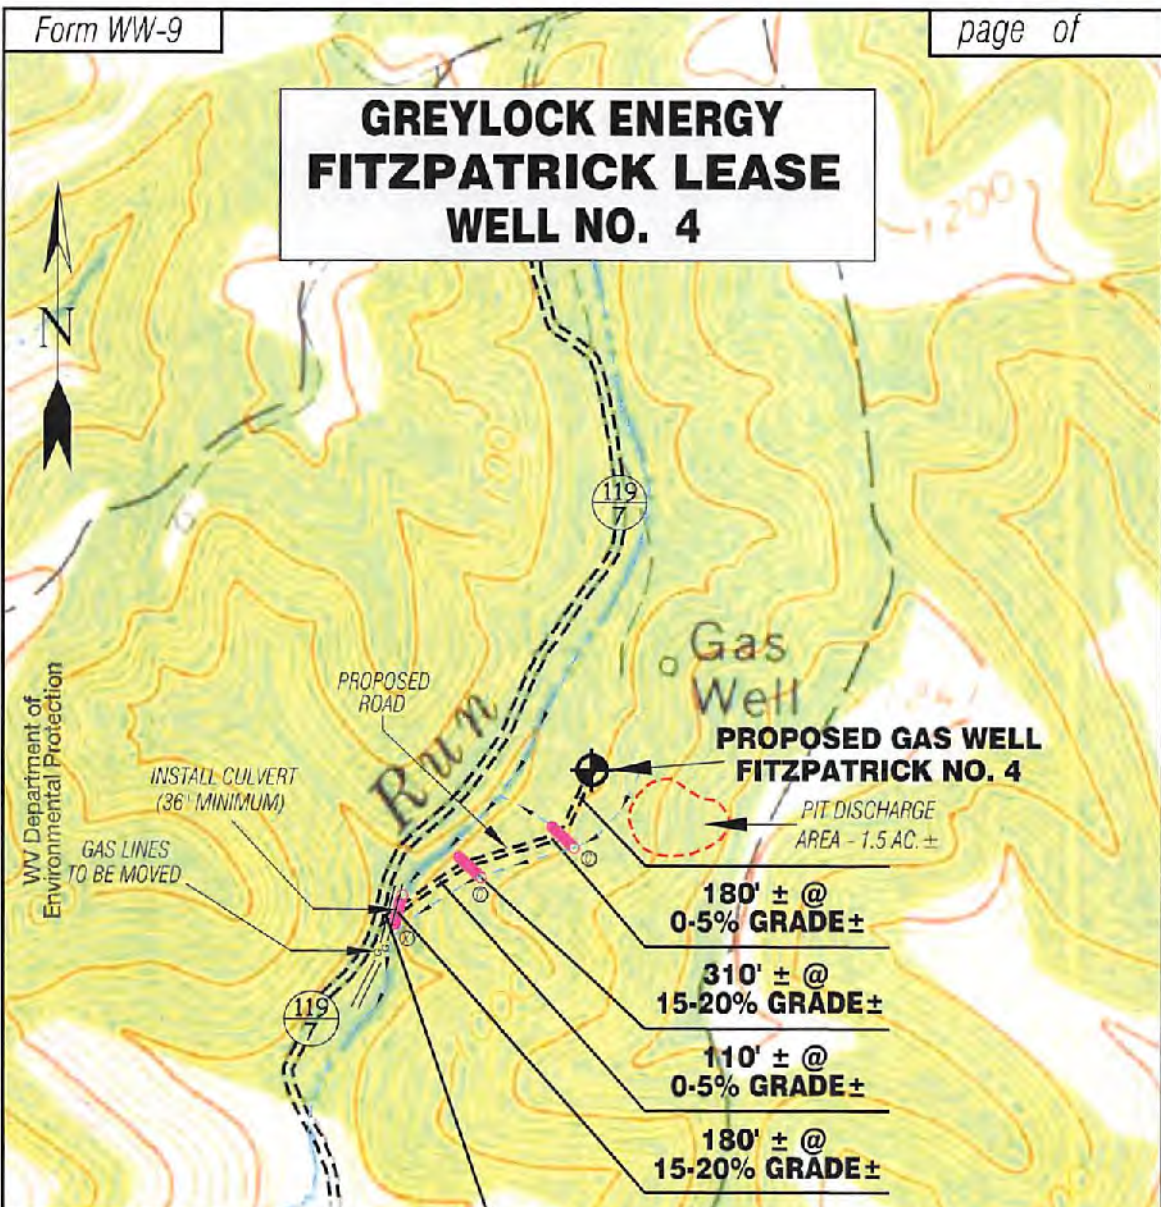 Form WW-9
page of
GREYLOCK ENERGY
FITZPATRICK LEASE
WELL NO. 4
1200
N
1100
119
7
Gas
Well
PROPOSED
ROAD
Run
WV Department of
Environmental Protection
PROPOSED GAS WELL
FITZPATRICK NO. 4
INSTALL CULVERT
(36" MINIMUM)
PIT DISCHARGE
AREA - 1.5 AC. ±
GAS LINES
TO BE MOVED
180' ± @
0-5% GRADE±
310' ± @
15-20% GRADE±
119
7
110' ± @
0-5% GRADE±
180' ± @
15-20% GRADE±